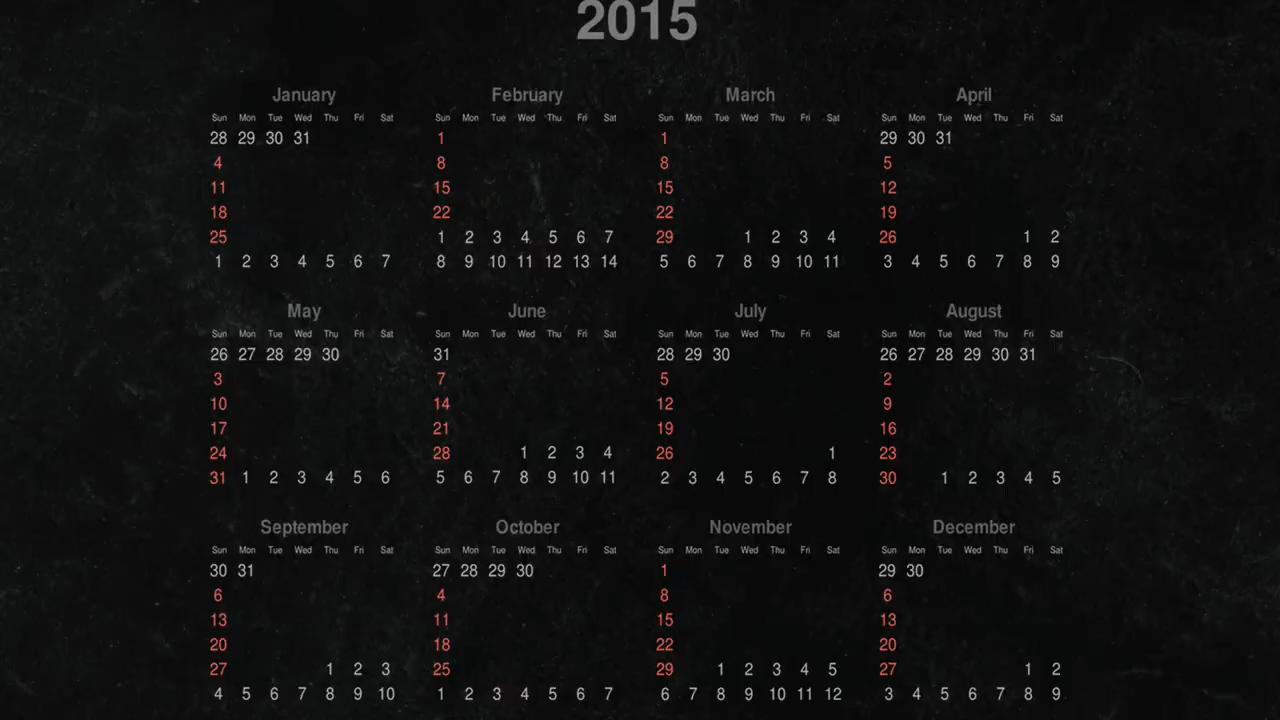 2015
January February March April
Sun Mon Tue Wed Thu Fri Sat Sun Mon Tue Wed Thu Fri Sat Sun Mon Tue Wed Thu Fri Sat Sun Mon Tue Wed Thu Fri Sat
28 29 30 31 1 1 29 30 31
4 8 8 5
11 15 15 12
18 22 22 19
25 1 2 3 4 5 6 7 29 1 2 3 4 26 1 2
1 2 3 4 5 6 7 8 9 10 11 12 13 14 5 6 7 8 9 10 11 3 4 5 6 7 8 9
May June July August
Sun Mon Tue Wed Thu Fri Sat Sun Mon Tue Wed Thu Fri Sat Sun Mon Tue Wed Thu Fri Sat Sun Mon Tue Wed Thu Fri Sat
26 27 28 29 30 31 28 29 30 26 27 28 29 30 31
3 7 5 2
10 14 12 9
17 21 19 16
24 28 1 2 3 4 26 1 23
31 1 2 3 4 5 6 5 6 7 8 9 10 11 2 3 4 5 6 7 8 30 1 2 3 4 5
September October November December
Sun Mon Tue Wed Thu Fri Sat Sun Mon Tue Wed Thu Fri Sat Sun Mon Tue Wed Thu Fri Sat Sun Mon Tue Wed Thu Fri Sat
30 31 27 28 29 30 1 29 30
6 4 8 6
13 11 15 13
20 18 22 20
27 1 2 3 25 29 1 2 3 4 5 27 1 2
4 5 6 7 8 9 10 1 2 3 4 5 6 7 6 7 8 9 10 11 12 3 4 5 6 7 8 9